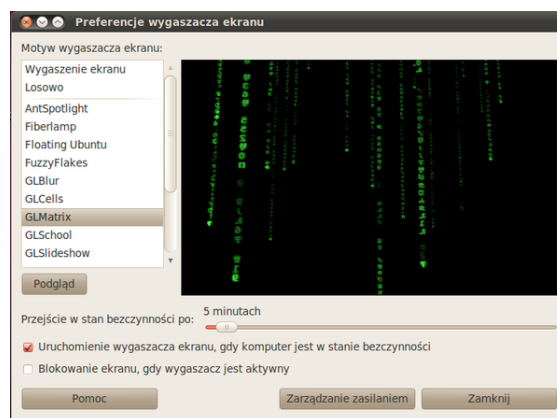 Preferencje wygaszacza ekranu
Motyw wygaszacza ekranu:
Wygaszenie ekranu
Losowo
AntSpotlight
Fiberlamp
Floating Ubuntu
FuzzyFlakes
GLBlur
GLCells
GLMatrix
GLSchool
GLSlideshow
Podgląd
5 minutach
Przejście w stan bezczynności po:
Uruchomienie wygaszacza ekranu, gdy komputer jest w stanie bezczynności
Blokowanie ekranu, gdy wygaszacz jest aktywny
Pomoc Zarządzanie zasilaniem Zamknij